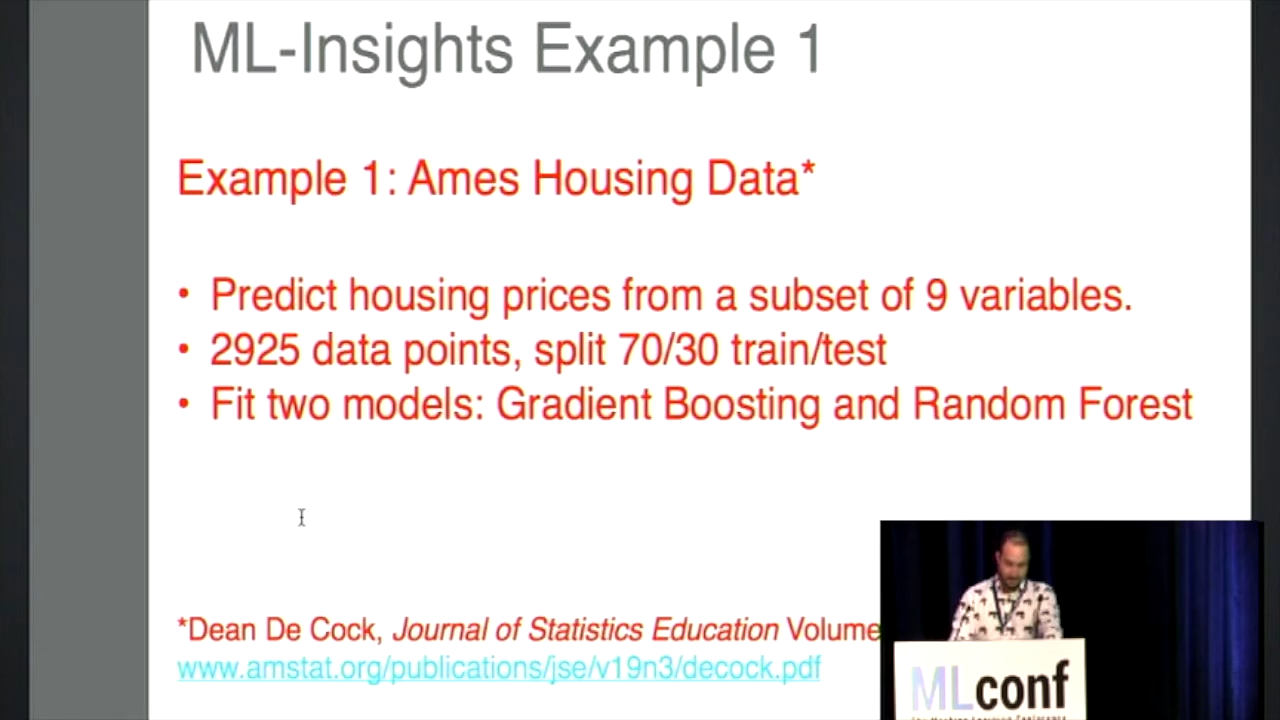 ML-Insights Example 1
Example 1: Ames Housing Data*
• Predict housing prices from a subset of 9 variables.
• 2925 data points, split 70/30 train/test
• Fit two models: Gradient Boosting and Random Forest
*Dean De Cock, Journal of Statistics Education Volume
www.amstat.org/publications/jse/v19n3/decock.pdf
MLconf